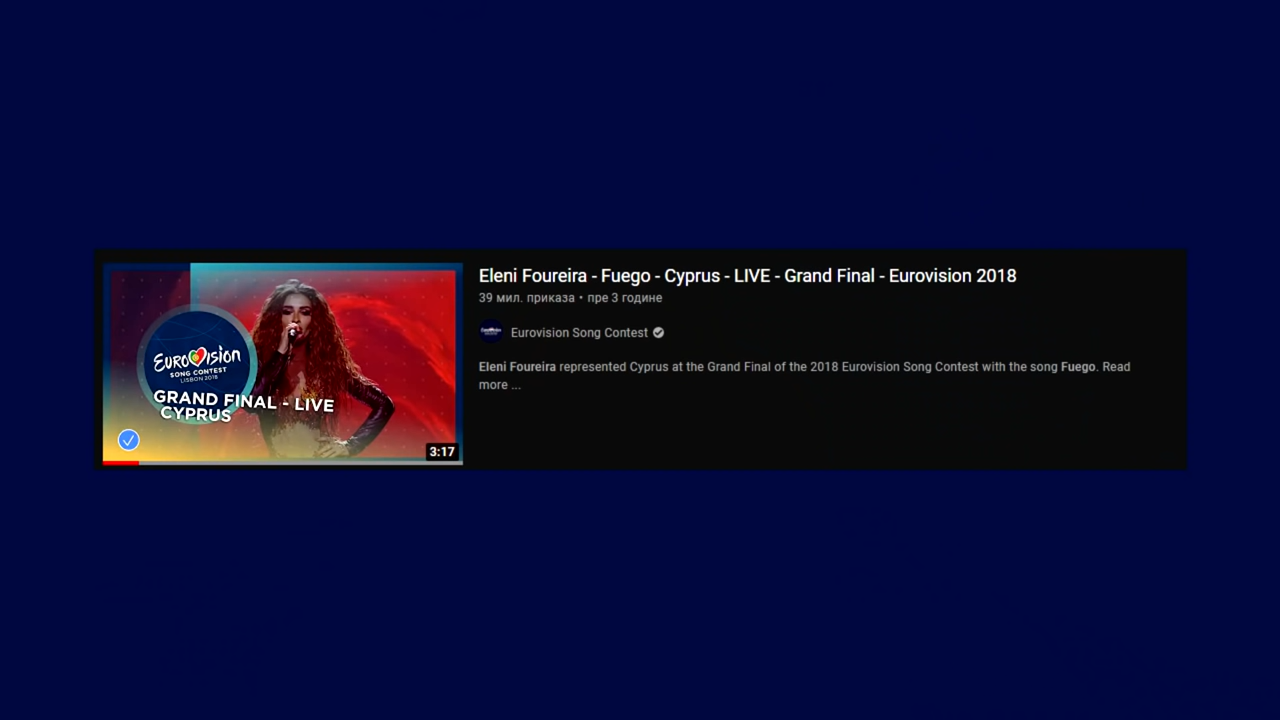 Eleni Foureira - Fuego - Cyprus - LIVE - Grand Final - Eurovision 2018
39 мил. приказа • пре 3 године
Eurovision Song Contest
Eleni Foureira represented Cyprus at the Grand Final of the 2018 Eurovision Song Contest with the song Fuego. Read
more ...
EUROVISION
SONG CONTEST
LISBON 2018
GRAND FINAL - LIVE
CYPRUS
3:17